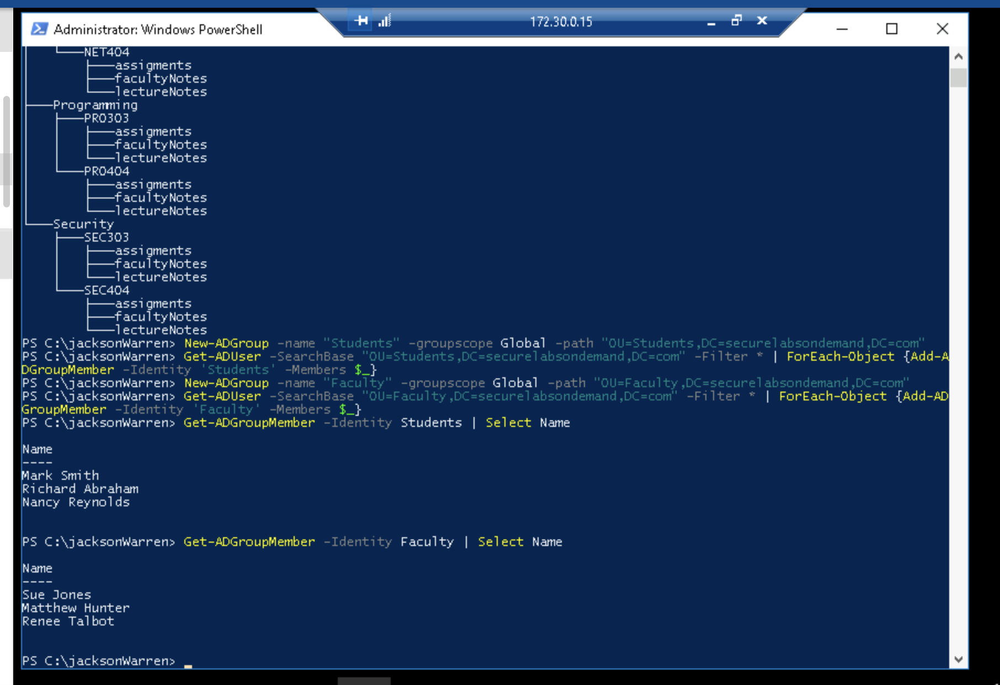 172.30.0.15
Administrator: Windows PowerShell
NET404
assigments
facultyNotes
lectureNotes
Programming
PRO303
assigments
facultyNotes
lectureNotes
PRO404
assigments
facultyNotes
lectureNotes
Security
SEC303
assigments
facultyNotes
lectureNotes
SEC404
assigments
facultyNotes
lectureNotes
PS C:\jacksonWarren> New-ADGroup -name "Students" -groupscope Global -path "OU=Students,DC=securelabsondemand,DC=com"
PS C:\jacksonWarren> Get-ADUser -SearchBase "OU=Students,DC=securelabsondemand,DC=com" -Filter * | ForEach-Object {Add-A
DGroupMember -Identity 'Students' -Members $_}
PS C:\jacksonWarren> New-ADGroup -name "Faculty" -groupscope Global -path "OU=Faculty,DC=securelabsondemand,DC=com"
PS C:\jacksonWarren> Get-ADUser -SearchBase "OU=Faculty,DC=securelabsondemand,DC=com" -Filter * | ForEach-Object {Add-AD
GroupMember -Identity 'Faculty' -Members $_}
PS C:\jacksonWarren> Get-ADGroupMember -Identity Students | Select Name
Name
----
Mark Smith
Richard Abraham
Nancy Reynolds
PS C:\jacksonWarren> Get-ADGroupMember -Identity Faculty | Select Name
Name
----
Sue Jones
Matthew Hunter
Renee Talbot
PS C:\jacksonWarren> _